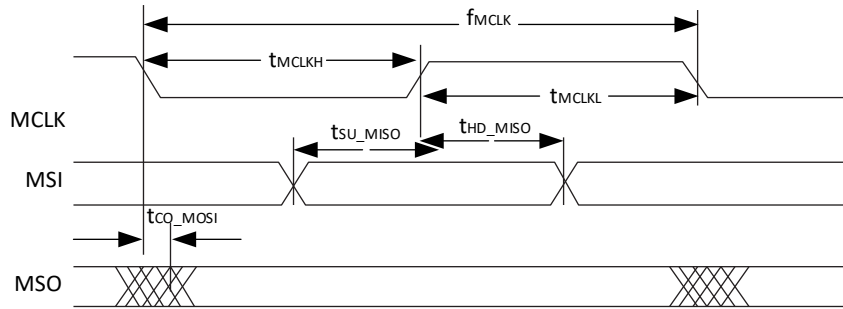 fMCLK
tMCLKH
MCLK
tMCLKL
tSU_MISO
tHD_MISO
MSI
tCO_MOSI
MSO